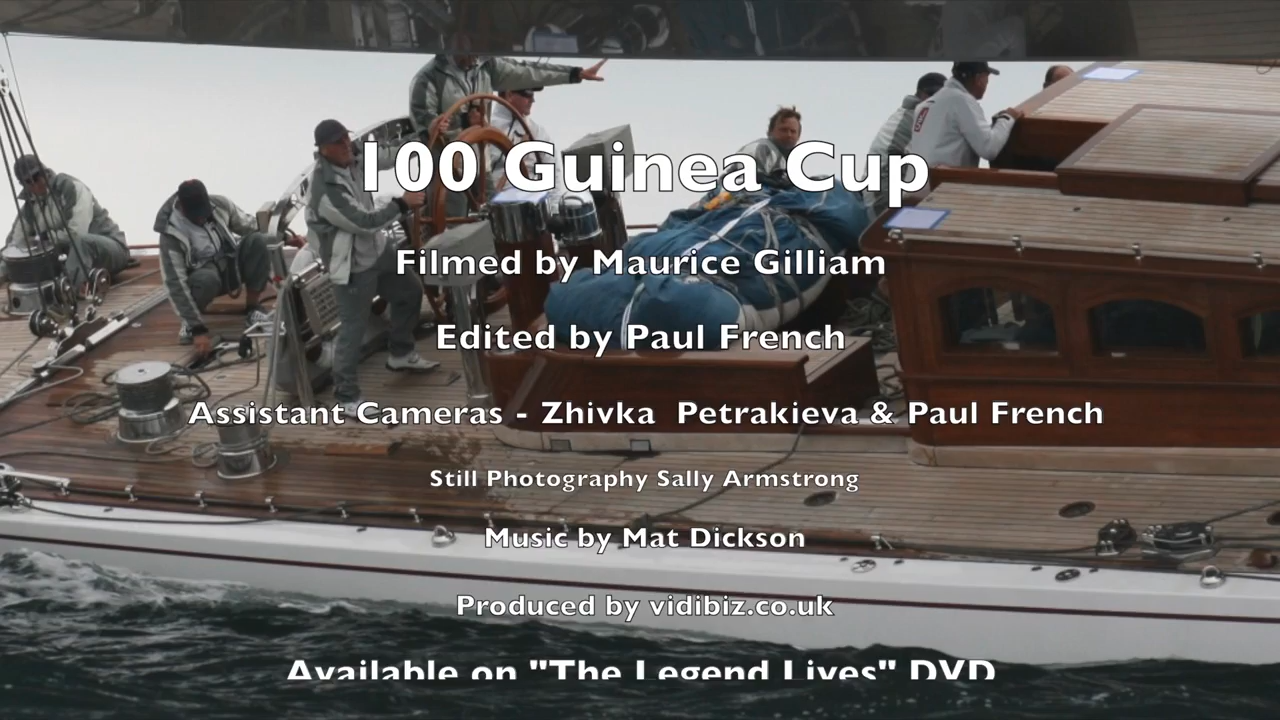 100 Guinea Cup
Filmed by Maurice Gilliam
Edited by Paul French
Assistant Cameras - Zhivka Petrakieva & Paul French
Still Photography Sally Armstrong
Music by Mat Dickson
Produced by vidibiz.co.uk
Available on "The Legend Lives" DVD